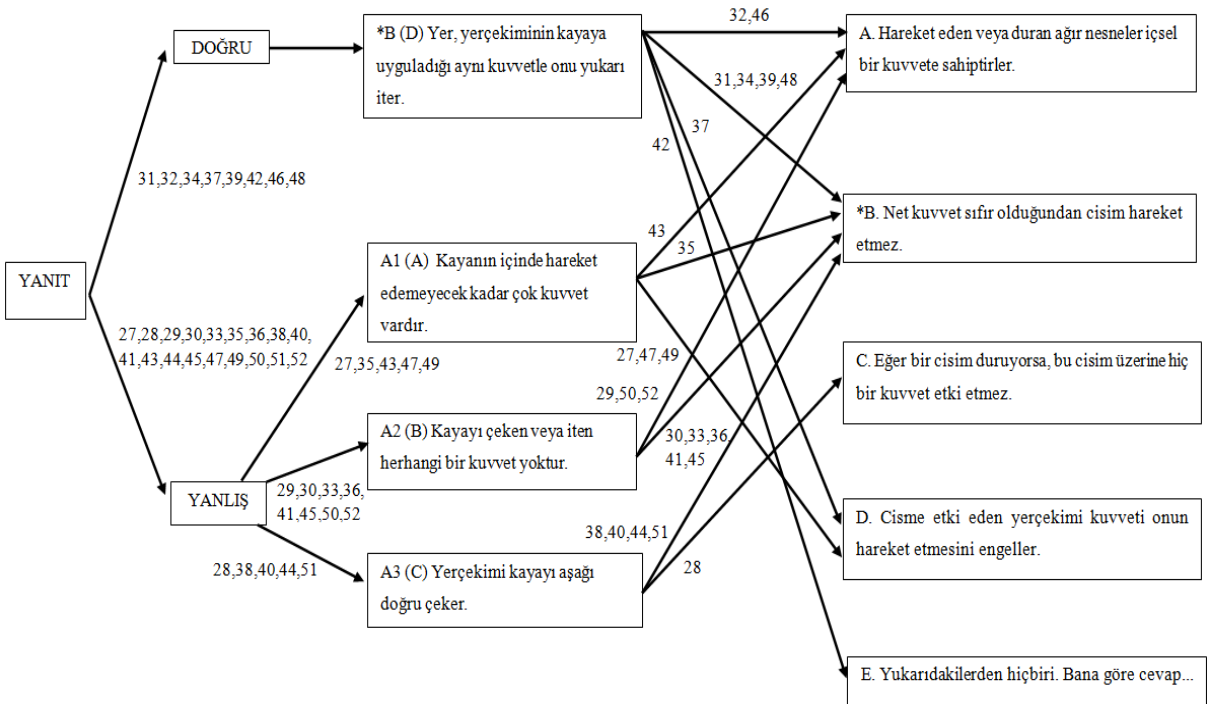 YANIT
DOĞRU
31,32,34,37,39,42,46,48
27,28,29,30,33,35,36,38,40,
41,43,44,45,47,49,50,51,52
YANLIŞ
*B (D) Yer, yerçekiminin kayaya
uyguladığı aynı kuvvetle onu yukarı
iter.
A1 (A) Kayanın içinde hareket
edemeyecek kadar çok kuvvet
vardır.
27,35,43,47,49
A2 (B) Kayayı çeken veya iten
herhangi bir kuvvet yoktur.
29,30,33,36,
41,45,50,52
A3 (C) Yerçekimi kayayı aşağı
doğru çeker.
28,38,40,44,51
32,46
31,34,39,48
37
42
43
35
27,47,49
29,50,52
30,33,36,
41,45
38,40,44,51
28
A. Hareket eden veya duran ağır nesneler içsel
bir kuvvete sahiptirler.
*B. Net kuvvet sıfır olduğundan cisim hareket
etmez.
C. Eğer bir cisim duruyorsa, bu cisim üzerine hiç
bir kuvvet etki etmez.
D. Cisme etki eden yerçekimi kuvveti onun
hareket etmesini engeller.
E. Yukarıdakilerden hiçbiri. Bana göre cevap...